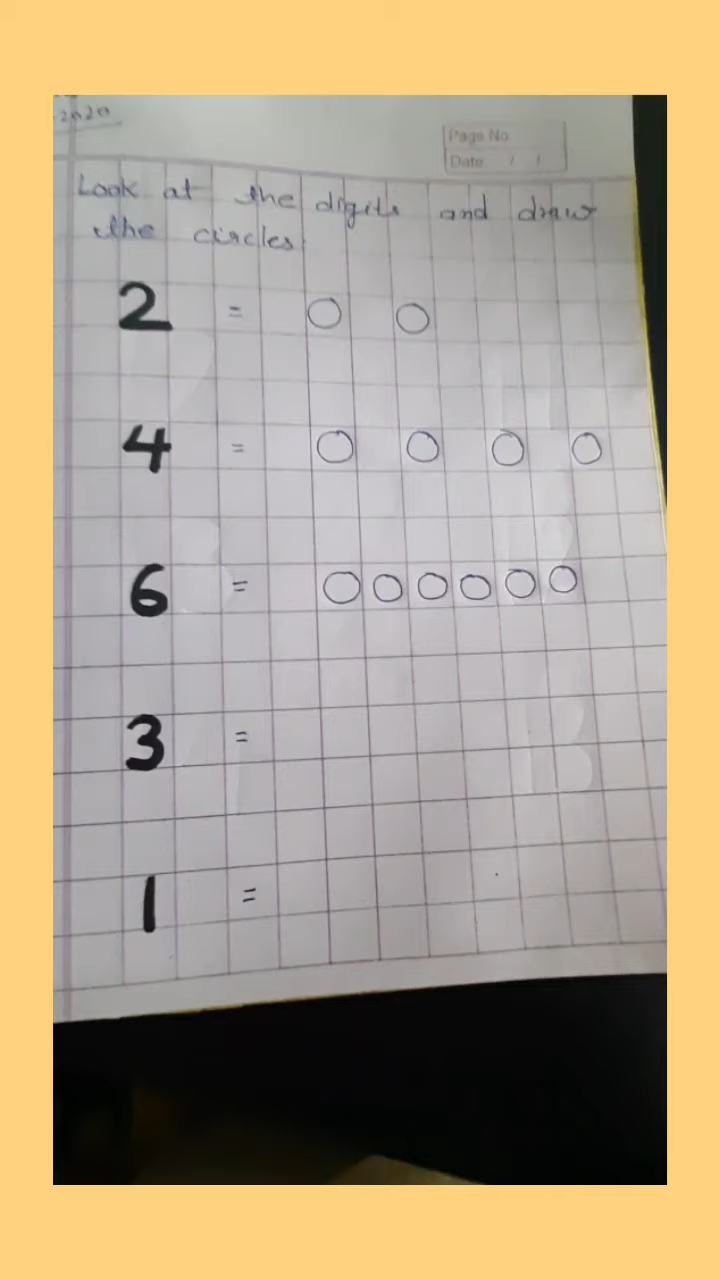 2020
Page No.
Date: / /
Look at the digits and draw
the circles
2 = ○ ○
4 = ○ ○ ○ ○
6 = ○ ○ ○ ○ ○ ○
3 =
1 =